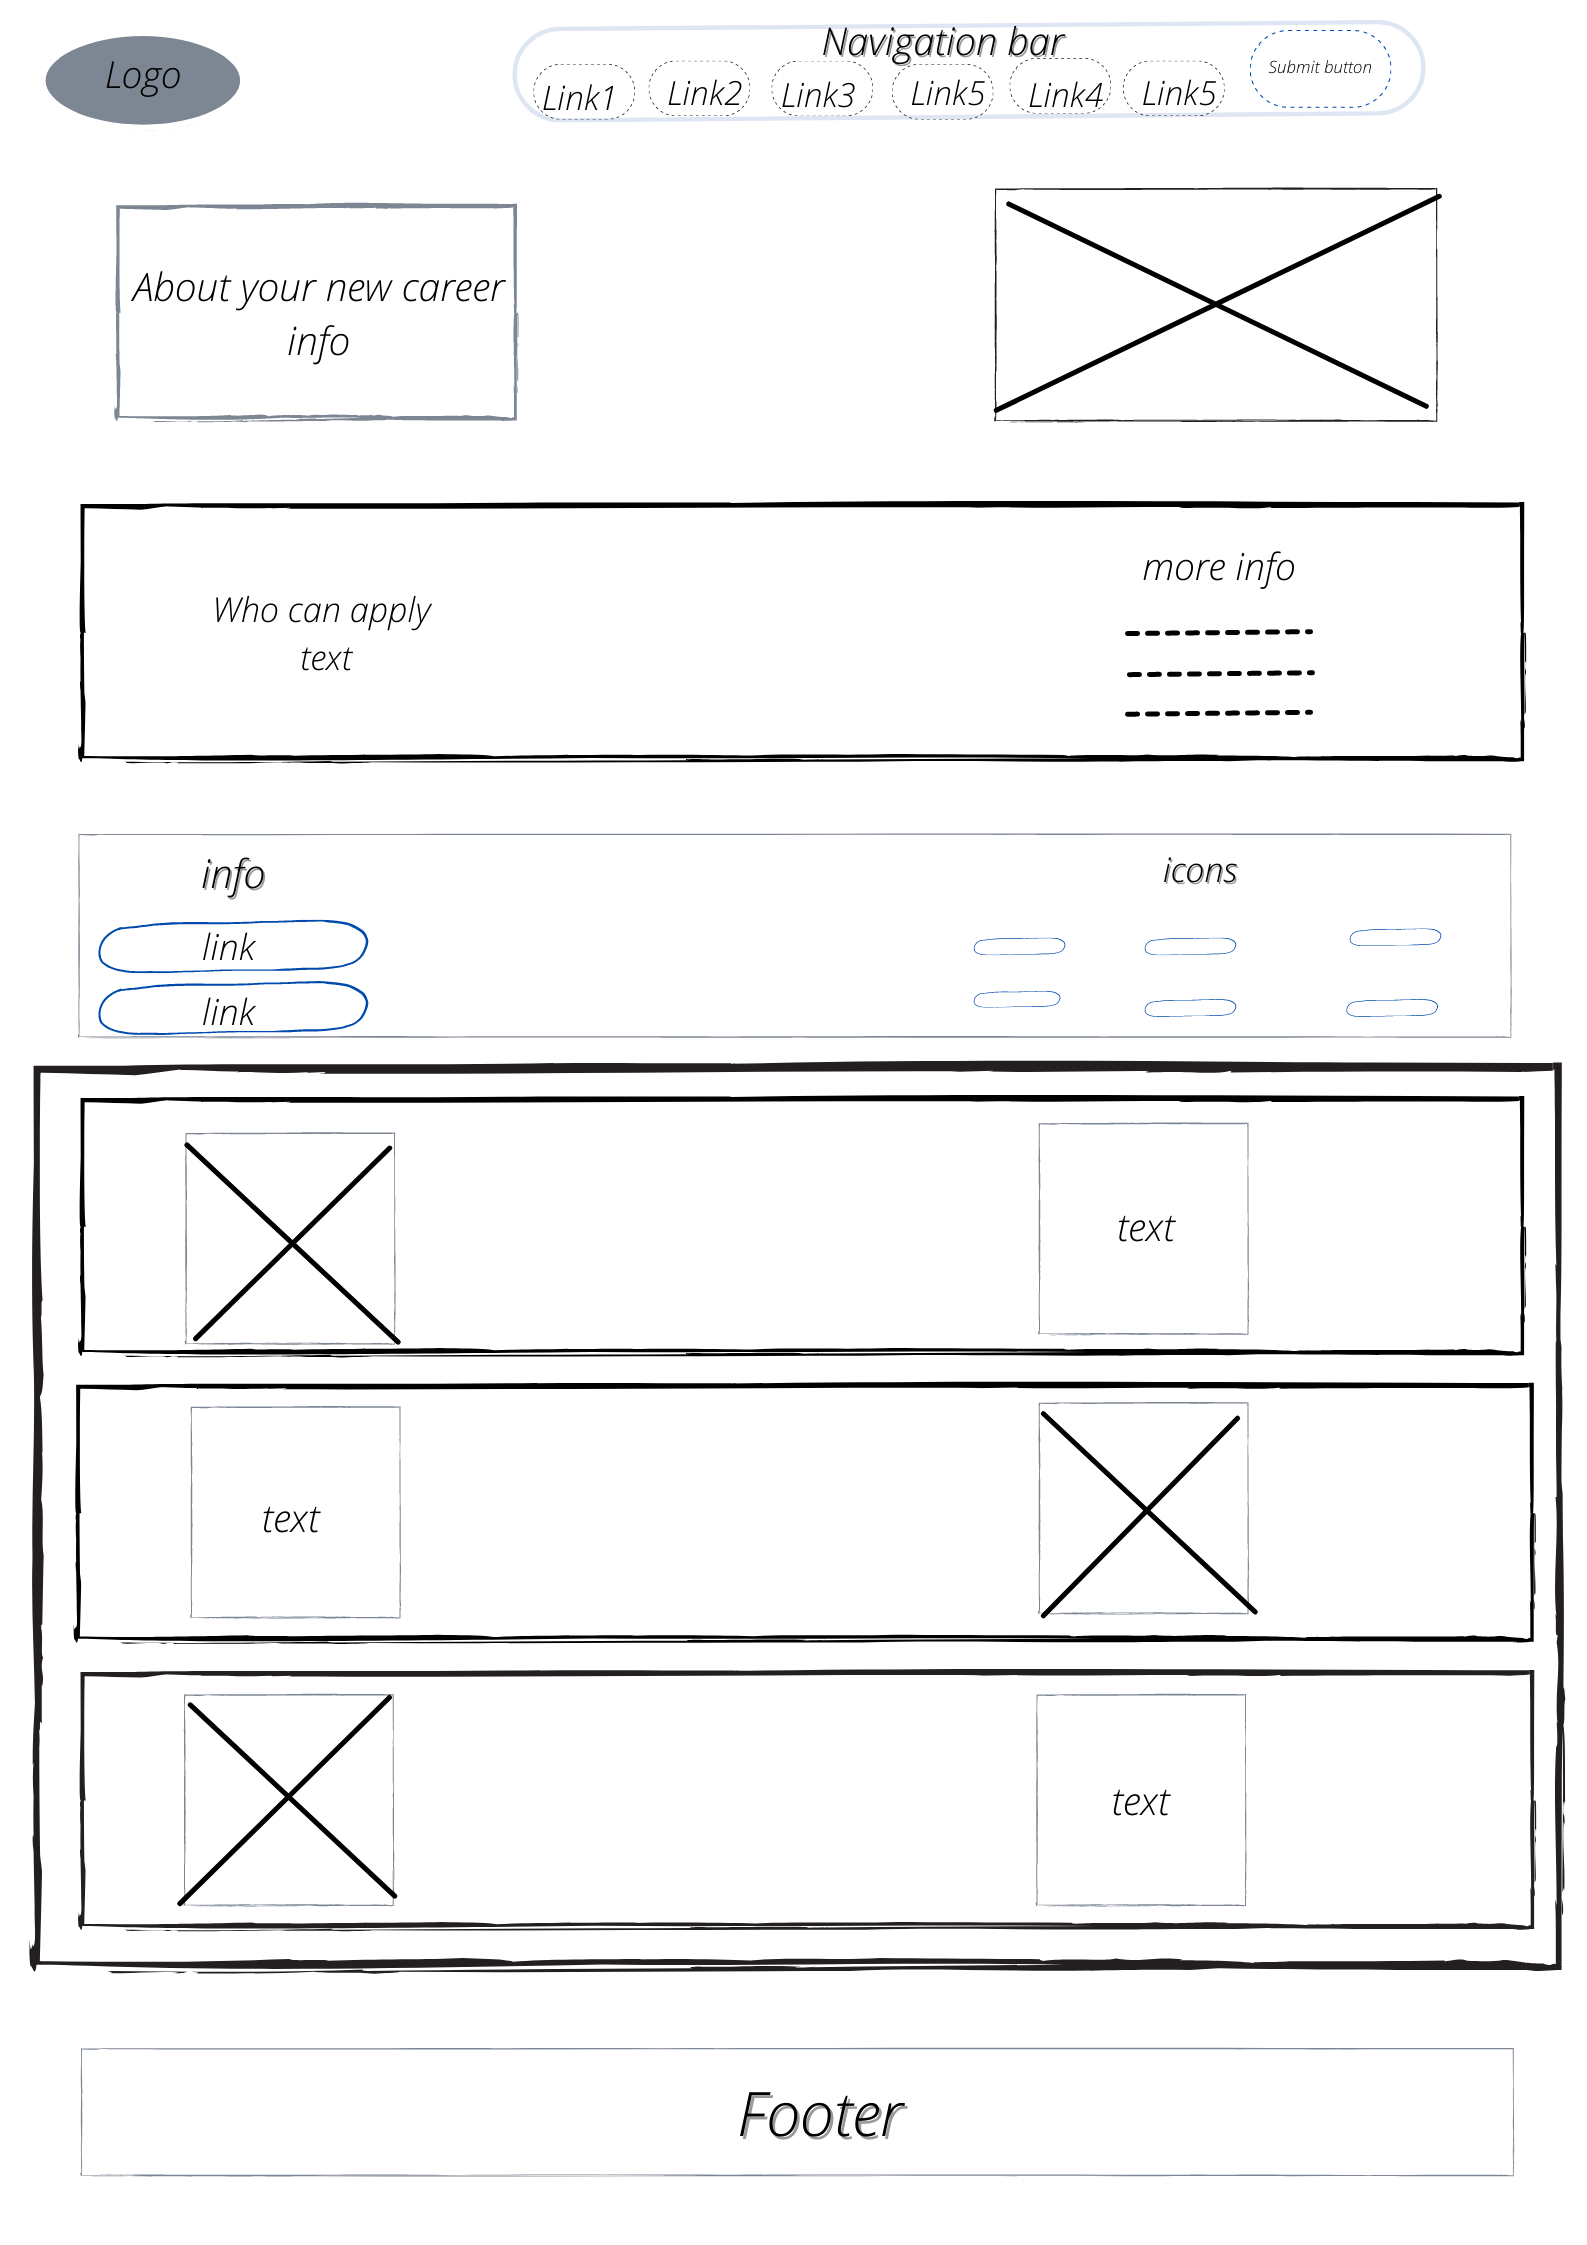 Logo
Navigation bar
Link1
Link2
Link3
Link5
Link4
Link5
Submit button
About your new career
info
Who can apply
text
more info
info
link
link
icons
text
text
text
Footer